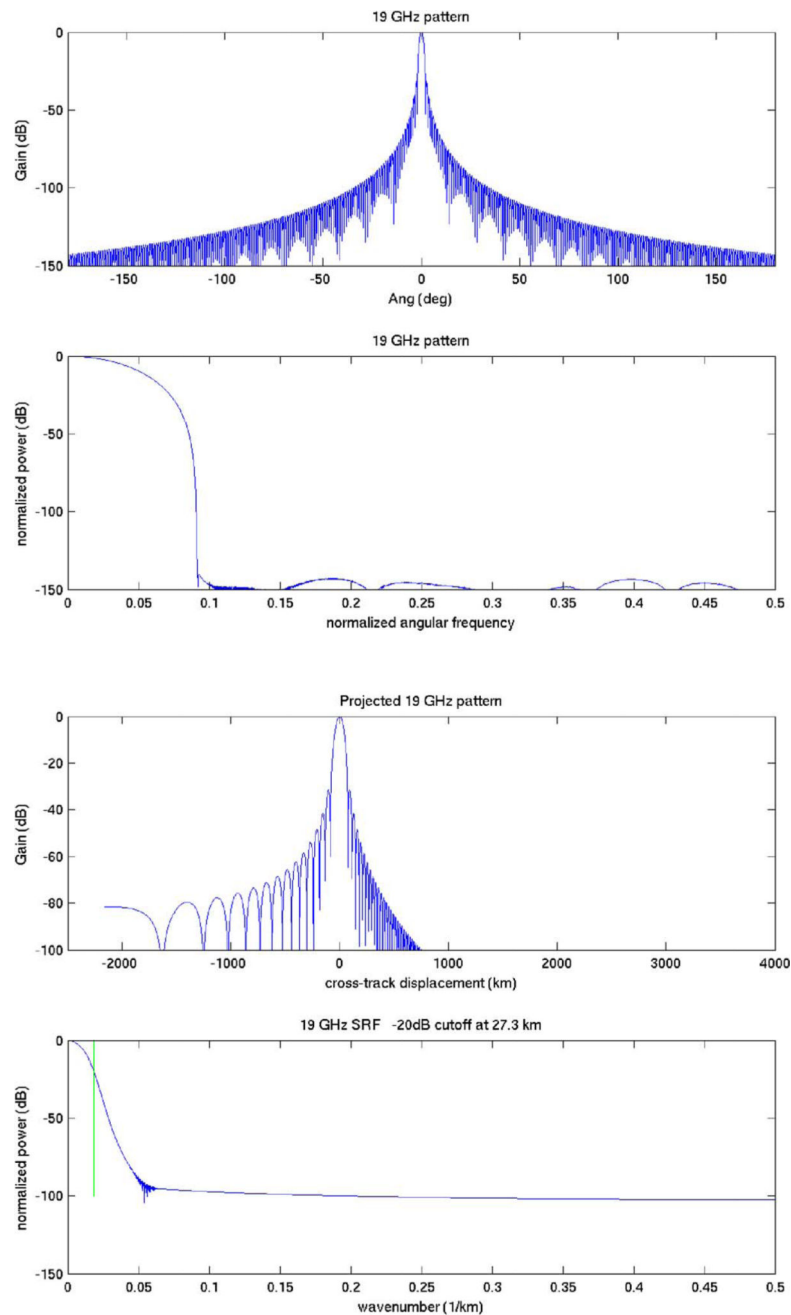 19 GHz pattern
0
-50
-100
-150
Gain (dB)
-150 -100 -50 0 50 100 150
Ang (deg)
19 GHz pattern
0
-50
-100
-150
normalized power (dB)
0 0.05 0.1 0.15 0.2 0.25 0.3 0.35 0.4 0.45 0.5
normalized angular frequency
Projected 19 GHz pattern
0
-20
-40
-60
-80
-100
Gain (dB)
-2000 -1000 0 1000 2000 3000 4000
cross-track displacement (km)
19 GHz SRF -20dB cutoff at 27.3 km
0
-50
-100
-150
normalized power (dB)
0 0.05 0.1 0.15 0.2 0.25 0.3 0.35 0.4 0.45 0.5
wavenumber (1/km)